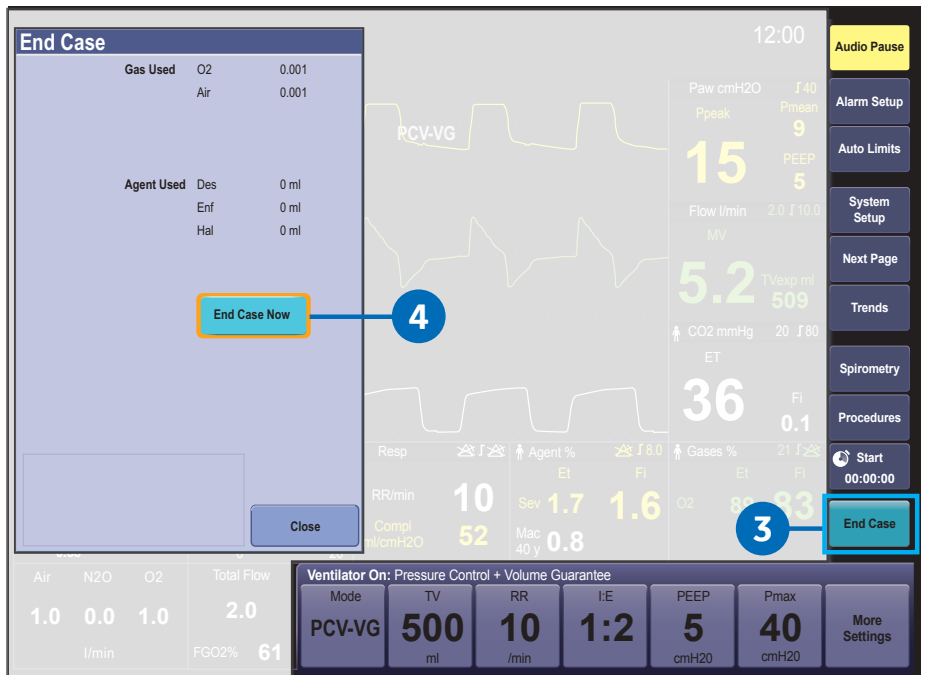 End Case
Gas Used O2 0.001
Air 0.001
Agent Used Des 0 ml
Enf 0 ml
Hal 0 ml
End Case Now
4
Close
12:00
PCV-VG
Paw cmH2O 40
Ppeak Pmean
15 9
PEEP
5
Flow l/min 2.0 10.0
MV
5.2 TVexp ml
509
CO2 mmHg 20 80
ET
36 Fi
0.1
Resp
RR/min 10
Compl
ml/cmH2O 52
Agent % 8.0
Et Fi
Sev 1.7 1.6
Mac
40 y 0.8
Gases % 21
Et Fi
O2 83
3
Audio Pause
Alarm Setup
Auto Limits
System
Setup
Next Page
Trends
Spirometry
Procedures
Start
00:00:00
End Case
Air N2O O2 Total Flow
1.0 0.0 1.0 2.0
l/min FGO2% 61
Ventilator On: Pressure Control + Volume Guarantee
Mode TV RR I:E PEEP Pmax
PCV-VG 500 10 1:2 5 40
ml /min cmH20 cmH20
More
Settings